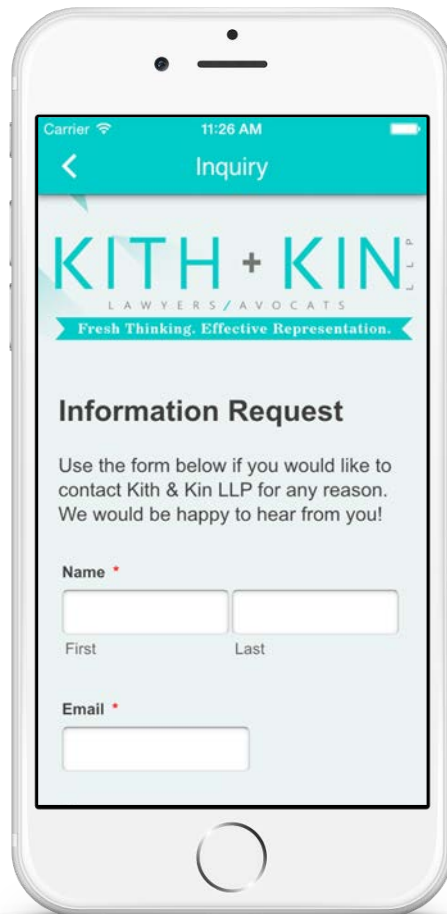 Carrier 11:26 AM
Inquiry
KITH + KIN LLP
LAWYERS/AVOCATS
Fresh Thinking. Effective Representation.
Information Request
Use the form below if you would like to
contact Kith & Kin LLP for any reason.
We would be happy to hear from you!
Name *
First Last
Email *